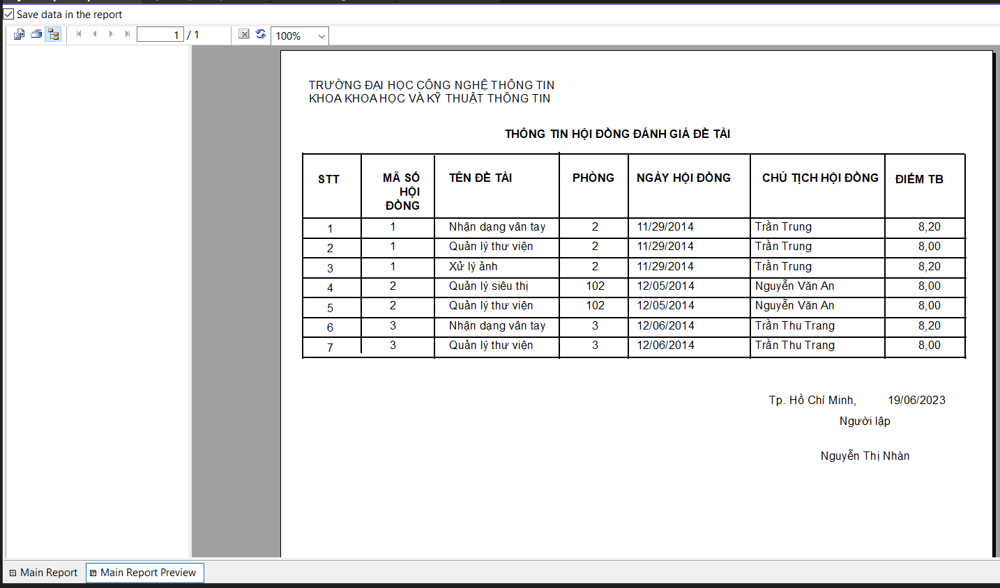 Save data in the report
1 / 1 100%
TRƯỜNG ĐẠI HỌC CÔNG NGHỆ THÔNG TIN
KHOA KHOA HỌC VÀ KỸ THUẬT THÔNG TIN
THÔNG TIN HỘI ĐỒNG ĐÁNH GIÁ ĐỀ TÀI
STT MÃ SỐ HỘI ĐỒNG TÊN ĐỀ TÀI PHÒNG NGÀY HỘI ĐỒNG CHỦ TỊCH HỘI ĐỒNG ĐIỂM TB
1 1 Nhận dạng vân tay 2 11/29/2014 Trần Trung 8,20
2 1 Quản lý thư viện 2 11/29/2014 Trần Trung 8,00
3 1 Xử lý ảnh 2 11/29/2014 Trần Trung 8,20
4 2 Quản lý siêu thị 102 12/05/2014 Nguyễn Văn An 8,00
5 2 Quản lý thư viện 102 12/05/2014 Nguyễn Văn An 8,00
6 3 Nhận dạng vân tay 3 12/06/2014 Trần Thu Trang 8,20
7 3 Quản lý thư viện 3 12/06/2014 Trần Thu Trang 8,00
Tp. Hồ Chí Minh, 19/06/2023
Người lập
Nguyễn Thị Nhàn
Main Report Main Report Preview